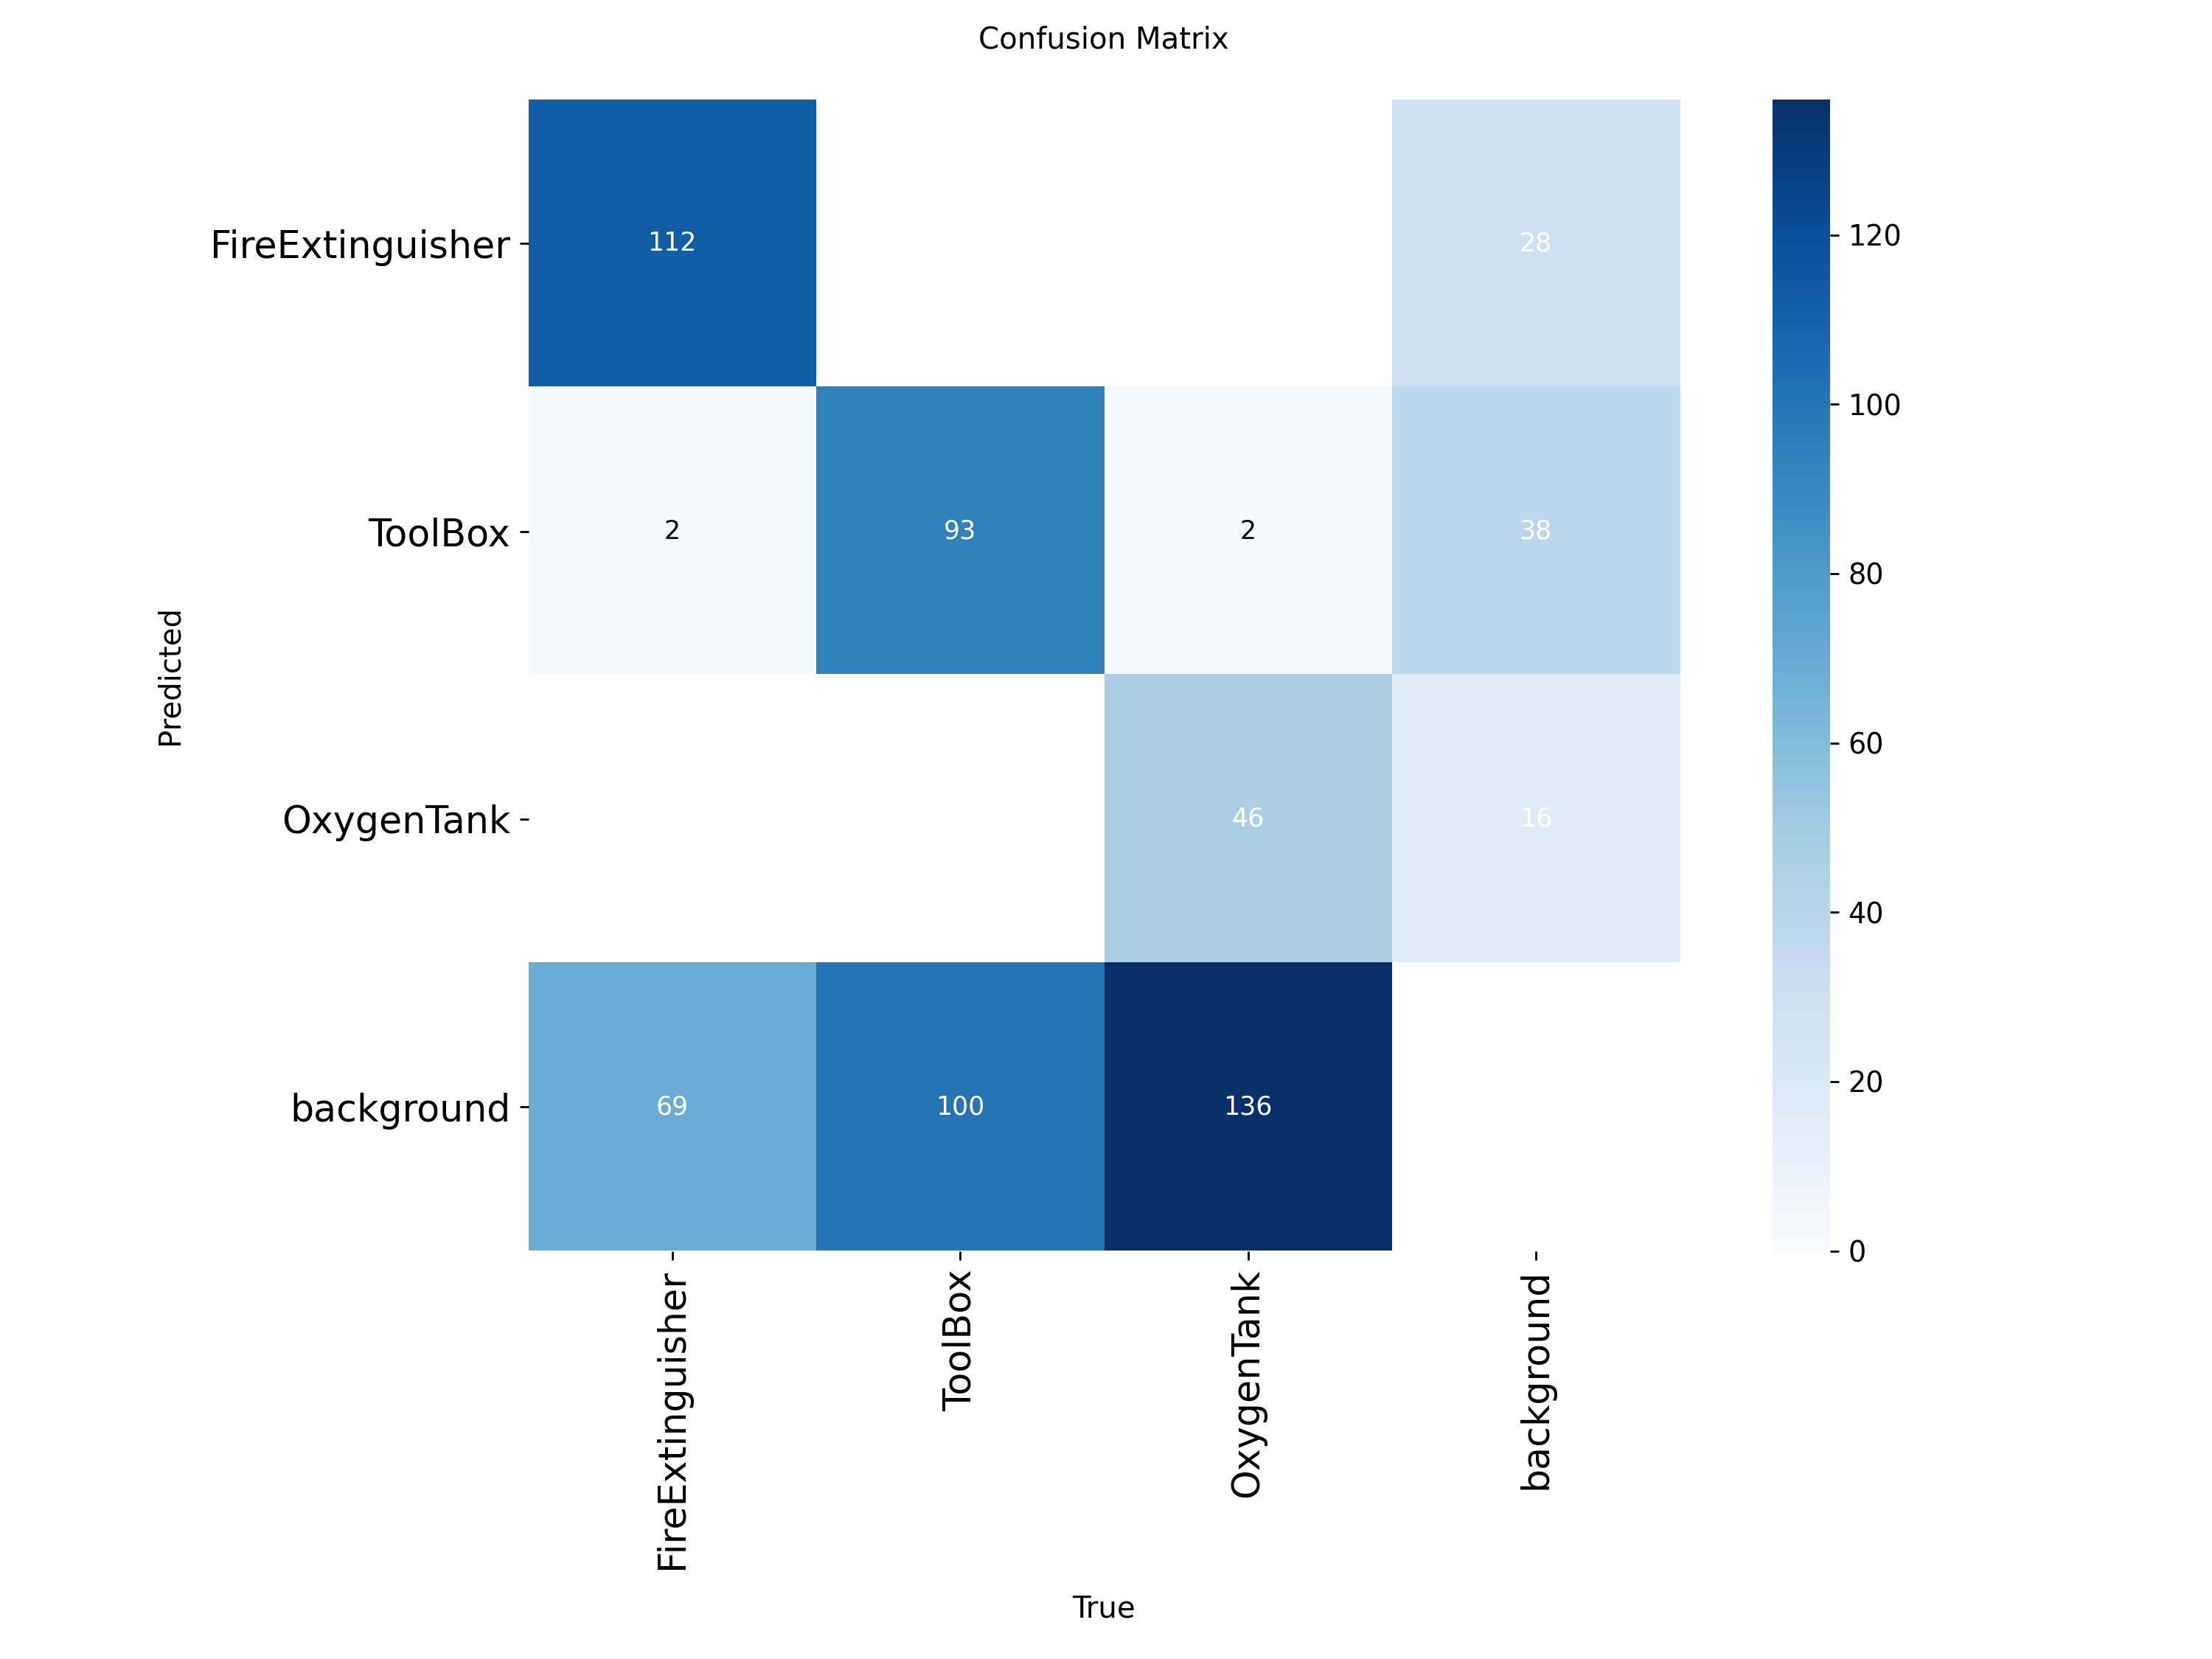 Confusion Matrix
FireExtinguisher 112 28
ToolBox 2 93 2 38
OxygenTank 46 16
background 69 100 136
Predicted
FireExtinguisher ToolBox OxygenTank background
True
120
100
80
60
40
20
0